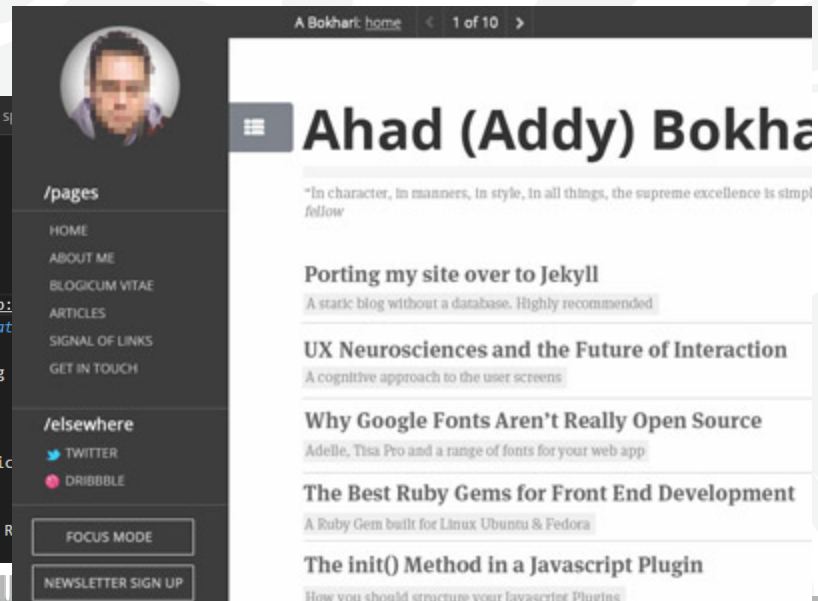 A Bokhari: home < 1 of 10 >
/pages
HOME
ABOUT ME
BLOGICUM VITAE
ARTICLES
SIGNAL OF LINKS
GET IN TOUCH
/elsewhere
TWITTER
DRIBBBLE
FOCUS MODE
NEWSLETTER SIGN UP
Ahad (Addy) Bokha
"In character, in manners, in style, in all things, the supreme excellence is simpl
fellow
Porting my site over to Jekyll
A static blog without a database. Highly recommended
UX Neurosciences and the Future of Interaction
A cognitive approach to the user screens
Why Google Fonts Aren't Really Open Source
Adelle, Tisa Pro and a range of fonts for your web app
The Best Ruby Gems for Front End Development
A Ruby Gem built for Linux Ubuntu & Fedora
The init() Method in a Javascript Plugin
How you should structure your Javascript Plugins